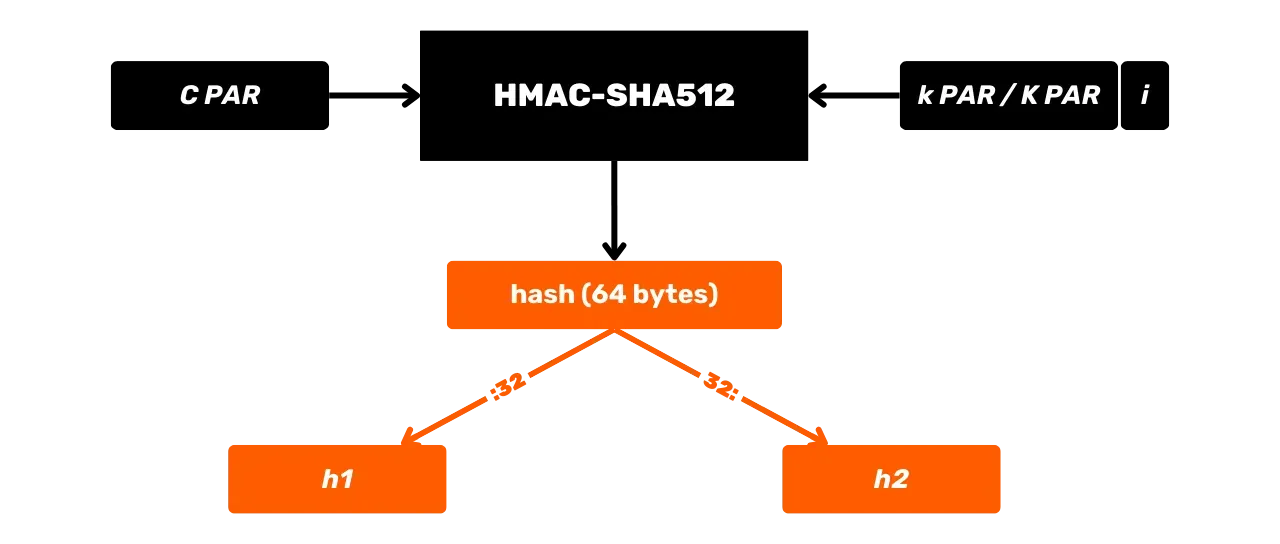 C PAR
HMAC-SHA512
k PAR / K PAR
i
hash (64 bytes)
:32
32:
h1
h2